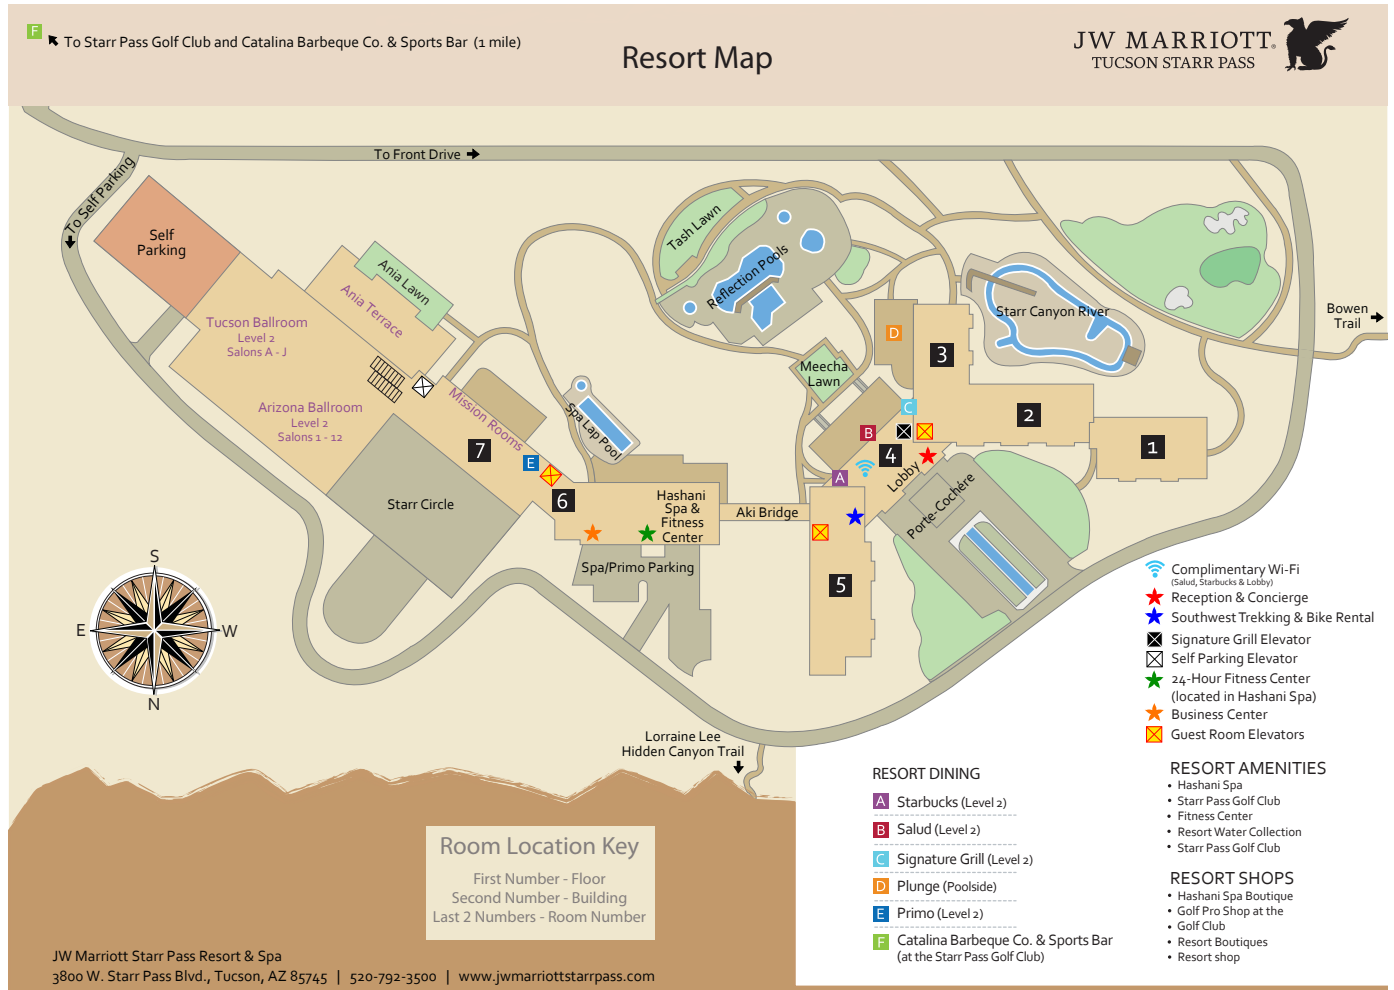 F
To Starr Pass Golf Club and Catalina Barbeque Co. & Sports Bar (1 mile)
Resort Map
JW MARRIOTT®
TUCSON STARR PASS
To Front Drive
To Self Parking
Self
Parking
Tash Lawn
Reflection Pools
Ania Lawn
Ania Terrace
Tucson Ballroom
Level 2
Salons A - J
Starr Canyon River
Bowen
Trail
D
3
Meecha
Lawn
Arizona Ballroom
Level 2
Salons 1 - 12
Mission Rooms
Spa Lap Pool
C
2
B
4
1
7
E
A
Lobby
6
Starr Circle
Hashani
Spa &
Fitness
Center
Aki Bridge
Porte-Cochére
Spa/Primo Parking
5
S
E
W
N
Complimentary Wi-Fi
(Salud, Starbucks & Lobby)
Reception & Concierge
Southwest Trekking & Bike Rental
Signature Grill Elevator
Self Parking Elevator
24-Hour Fitness Center
(located in Hashani Spa)
Business Center
Guest Room Elevators
Lorraine Lee
Hidden Canyon Trail
RESORT DINING
A Starbucks (Level 2)
B Salud (Level 2)
C Signature Grill (Level 2)
D Plunge (Poolside)
E Primo (Level 2)
F Catalina Barbeque Co. & Sports Bar
(at the Starr Pass Golf Club)
RESORT AMENITIES
• Hashani Spa
• Starr Pass Golf Club
• Fitness Center
• Resort Water Collection
• Starr Pass Golf Club
RESORT SHOPS
• Hashani Spa Boutique
• Golf Pro Shop at the
• Golf Club
• Resort Boutiques
• Resort shop
Room Location Key
First Number - Floor
Second Number - Building
Last 2 Numbers - Room Number
JW Marriott Starr Pass Resort & Spa
3800 W. Starr Pass Blvd., Tucson, AZ 85745 | 520-792-3500 | www.jwmarriottstarrpass.com